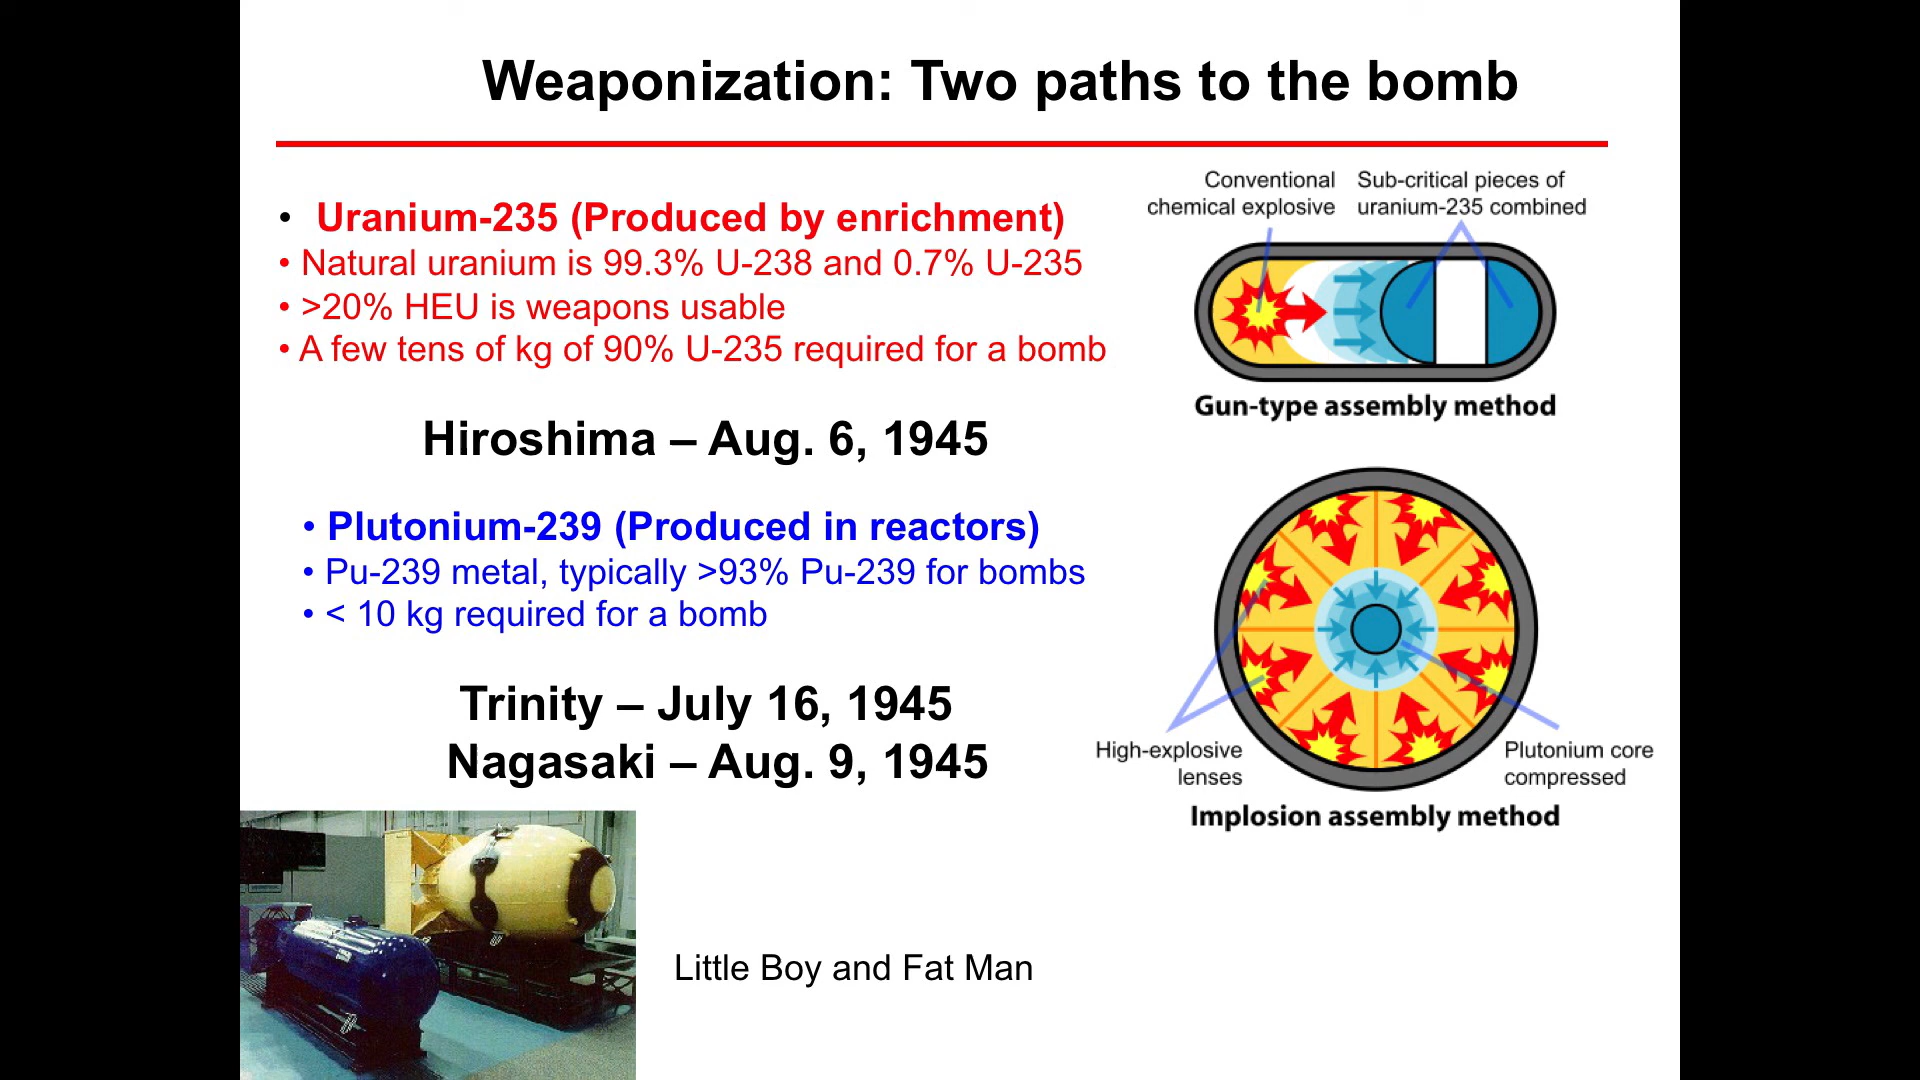 Weaponization: Two paths to the bomb
• Uranium-235 (Produced by enrichment)
• Natural uranium is 99.3% U-238 and 0.7% U-235
• >20% HEU is weapons usable
• A few tens of kg of 90% U-235 required for a bomb
Hiroshima – Aug. 6, 1945
• Plutonium-239 (Produced in reactors)
• Pu-239 metal, typically >93% Pu-239 for bombs
• < 10 kg required for a bomb
Trinity – July 16, 1945
Nagasaki – Aug. 9, 1945
Conventional
chemical explosive
Sub-critical pieces of
uranium-235 combined
Gun-type assembly method
High-explosive
lenses
Plutonium core
compressed
Implosion assembly method
Little Boy and Fat Man